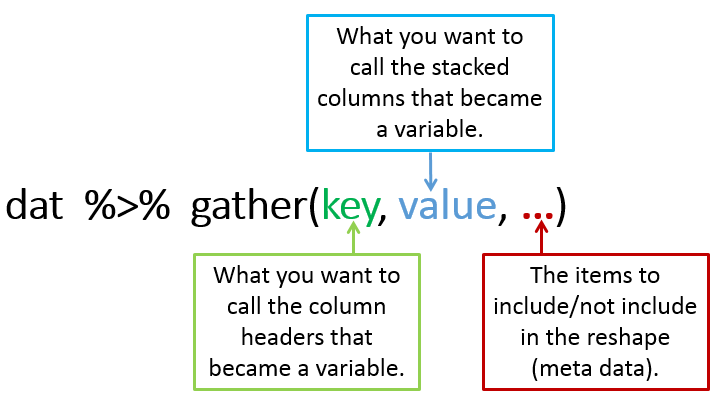 What you want to
call the stacked
columns that became
a variable.
dat %>% gather(key, value, ...)
What you want to
call the column
headers that
became a variable.
The items to
include/not include
in the reshape
(meta data).